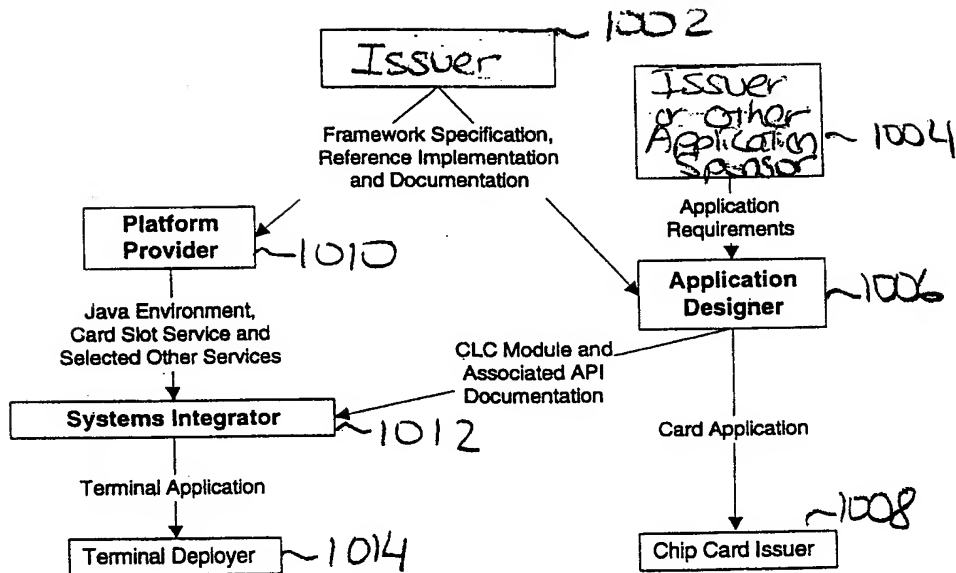 1002
Issuer
Issuer
or other
Application
Sponsor
1004
Framework Specification,
Reference Implementation
and Documentation
Application
Requirements
Platform
Provider
1010
Application
Designer
1006
Java Environment,
Card Slot Service and
Selected Other Services
CLC Module and
Associated API
Documentation
Systems Integrator
1012
Card Application
Terminal Application
1008
Terminal Deployer
1014
Chip Card Issuer